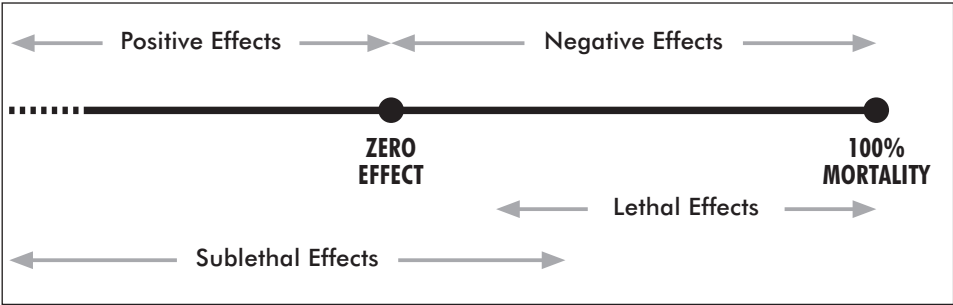 Positive Effects Negative Effects
ZERO
EFFECT
100%
MORTALITY
Lethal Effects
Sublethal Effects